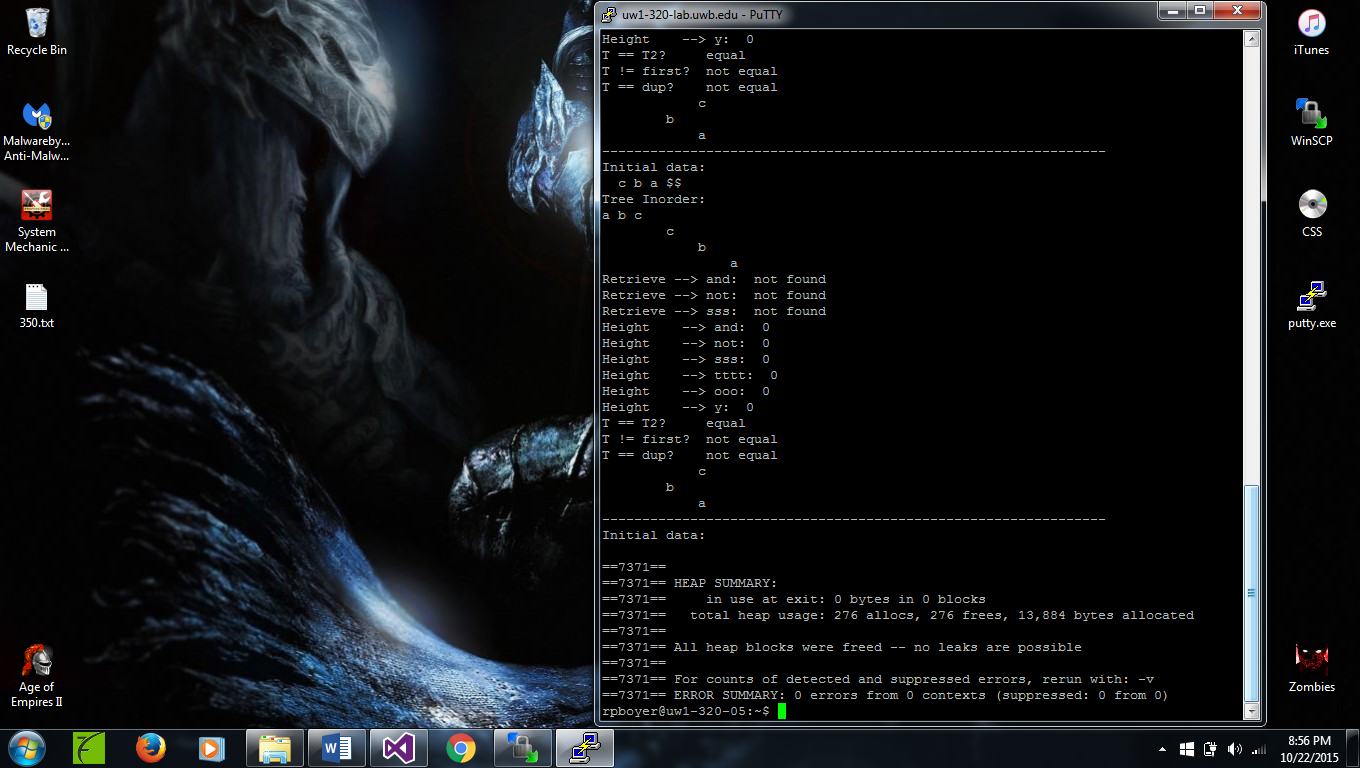 Recycle Bin
Malwareby...
Anti-Malw...
System
Mechanic ...
350.txt
Age of
Empires II
uw1-320-lab.uwb.edu - PuTTY
Height    --> y:  0
T == T2?     equal
T != first?  not equal
T == dup?    not equal
            c
        b
            a
---------------------------------------------------------------
Initial data:
  c b a $$
Tree Inorder:
a b c
        c
            b
                a
Retrieve --> and:  not found
Retrieve --> not:  not found
Retrieve --> sss:  not found
Height    --> and:  0
Height    --> not:  0
Height    --> sss:  0
Height    --> tttt:  0
Height    --> ooo:  0
Height    --> y:  0
T == T2?     equal
T != first?  not equal
T == dup?    not equal
            c
        b
            a
---------------------------------------------------------------
Initial data:
==7371==
==7371== HEAP SUMMARY:
==7371==     in use at exit: 0 bytes in 0 blocks
==7371==   total heap usage: 276 allocs, 276 frees, 13,884 bytes allocated
==7371==
==7371== All heap blocks were freed -- no leaks are possible
==7371==
==7371== For counts of detected and suppressed errors, rerun with: -v
==7371== ERROR SUMMARY: 0 errors from 0 contexts (suppressed: 0 from 0)
rpboyer@uw1-320-05:~$
iTunes
WinSCP
CSS
putty.exe
Zombies
8:56 PM
10/22/2015